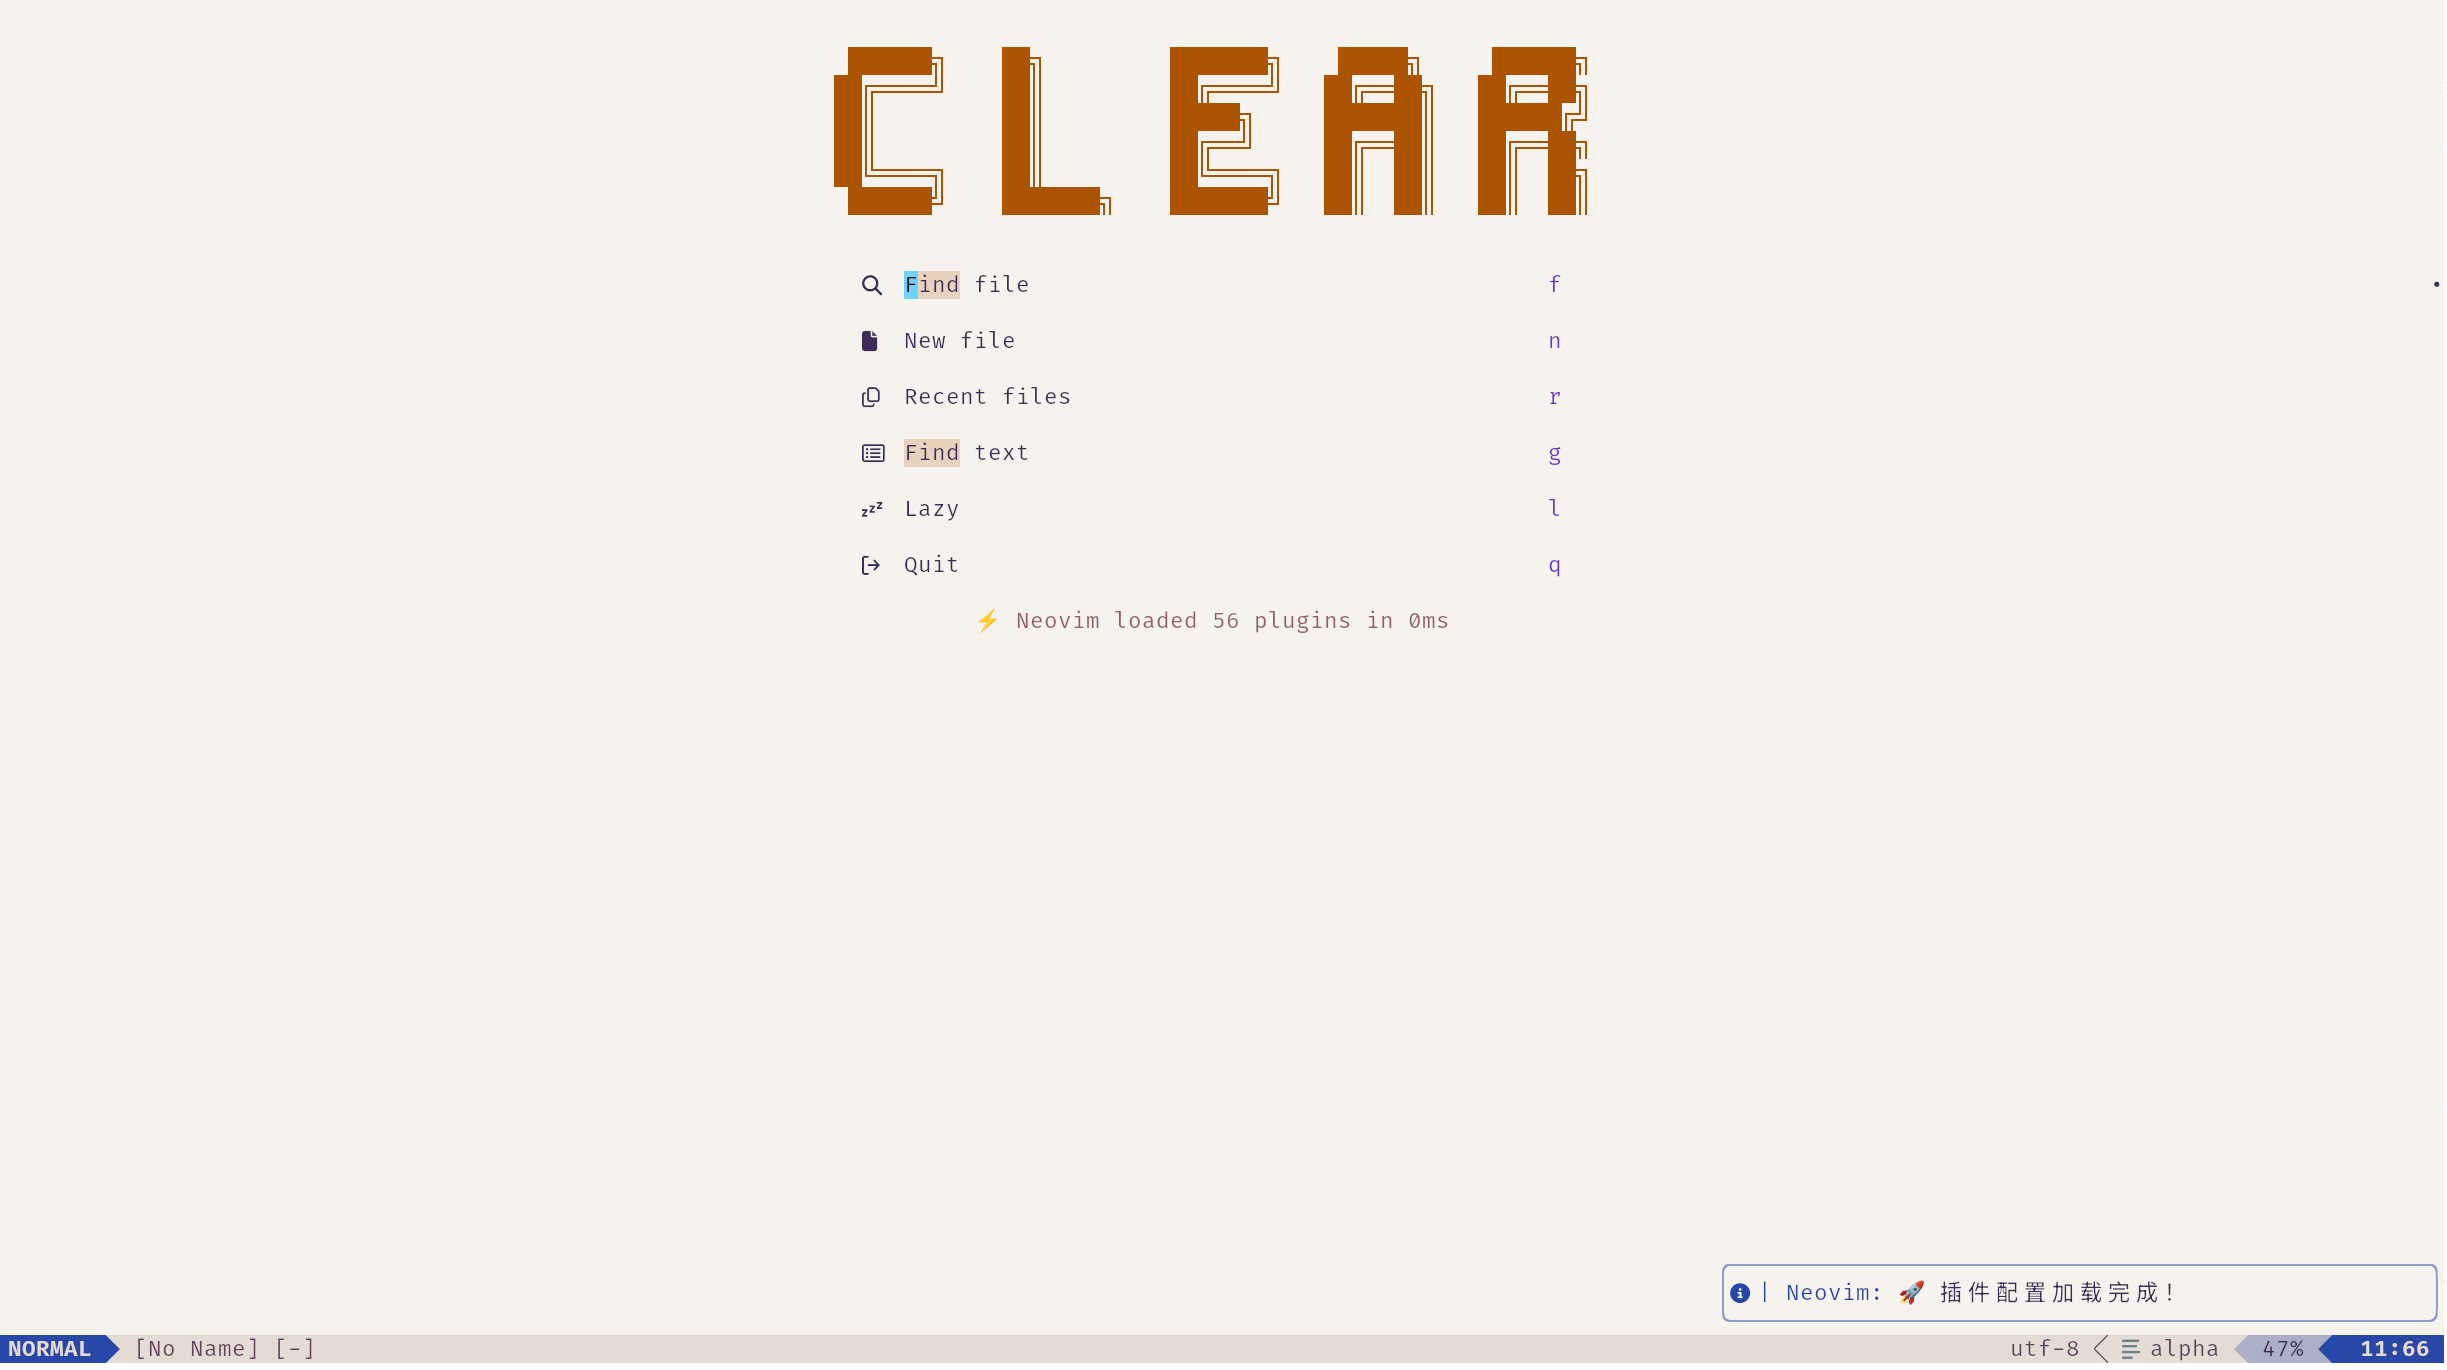 CLEAR
Find file f
New file n
Recent files r
Find text g
Lazy l
Quit q
⚡ Neovim loaded 56 plugins in 0ms
Neovim: 🚀 插件配置加载完成!
NORMAL [No Name] [-] utf-8 alpha 47% 11:66